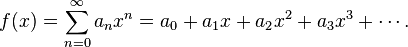 f(x) = \sum_{n=0}^{\infty} a_n x^n = a_0 + a_1 x + a_2 x^2 + a_3 x^3 + \cdots .